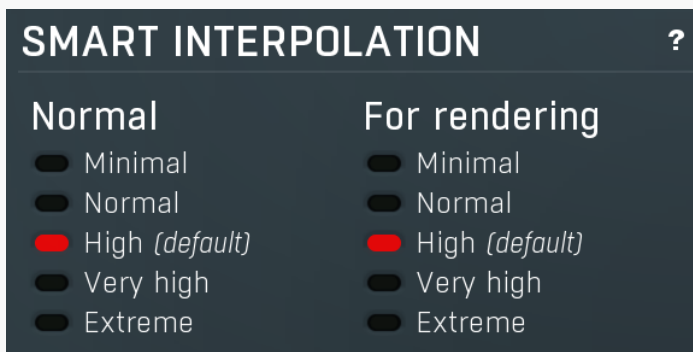 SMART INTERPOLATION ?
Normal
Minimal
Normal
High (default)
Very high
Extreme
For rendering
Minimal
Normal
High (default)
Very high
Extreme